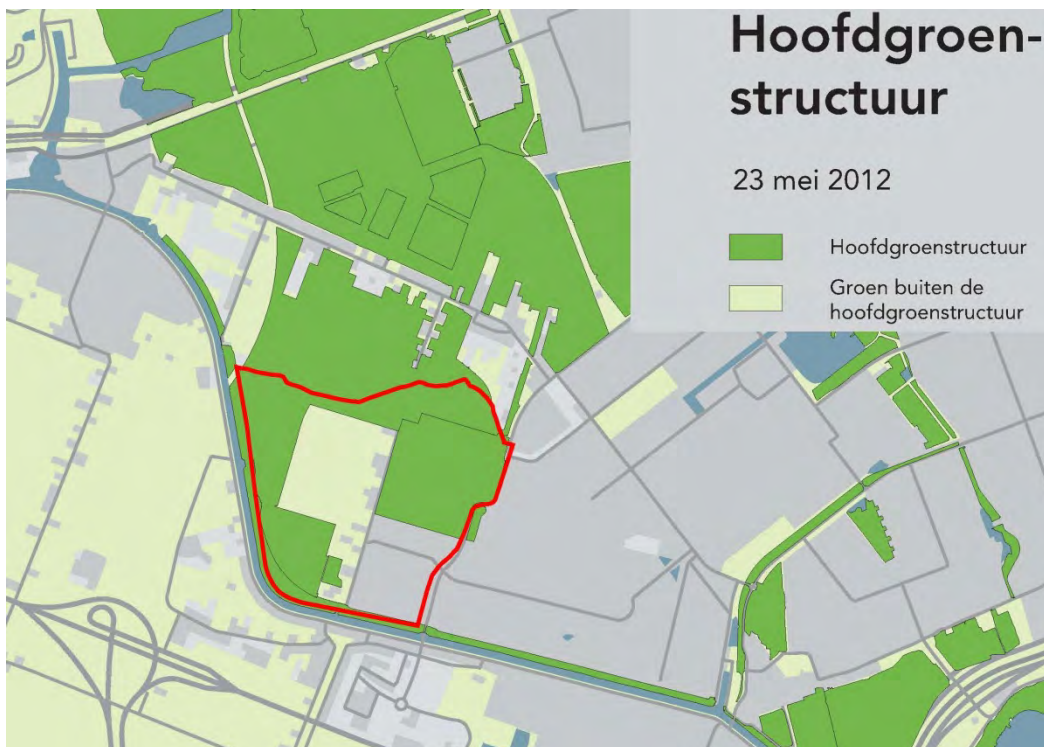 Hoofdgroen-
structuur
23 mei 2012
Hoofdgroenstructuur
Groen buiten de
hoofdgroenstructuur